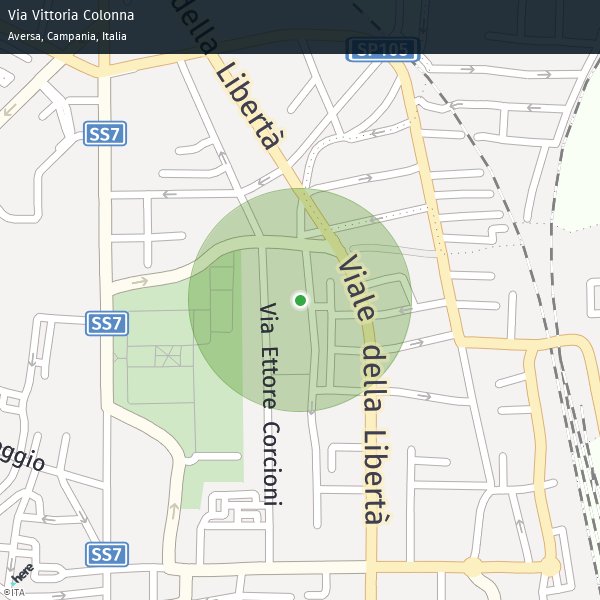 Via Vittoria Colonna
Aversa, Campania, Italia
della Libertà
SP105
SS7
Viale della Libertà
SS7
Via Ettore Corcioni
eggio
SS7
here
©ITA